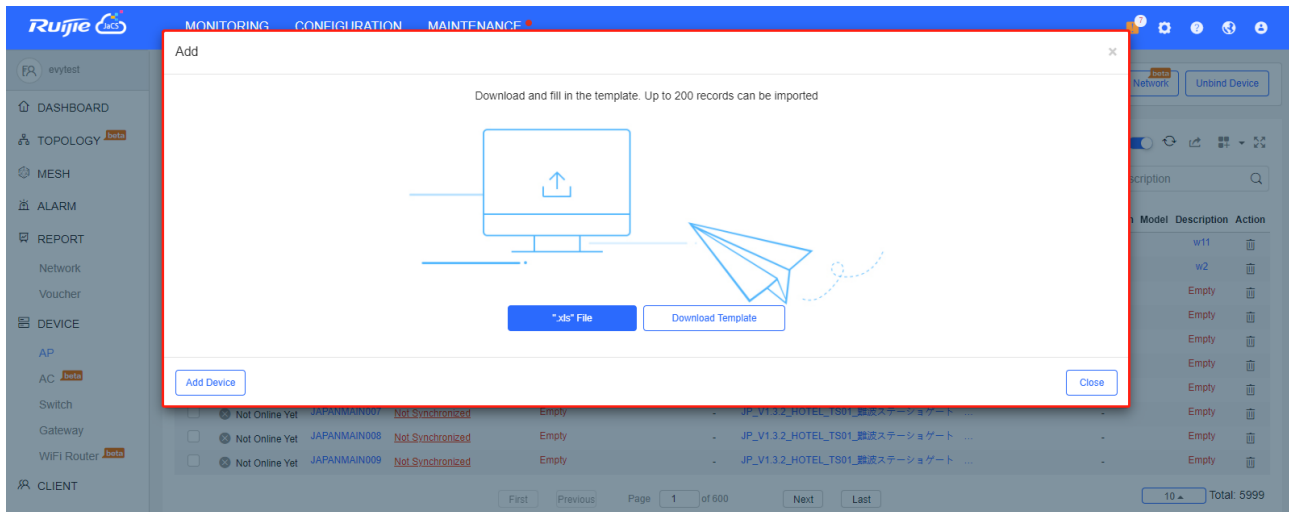 Ruijie JaCS MONITORING CONFIGURATION MAINTENANCE 7
evytest
Add ×
Network beta Unbind Device
Download and fill in the template. Up to 200 records can be imported
DASHBOARD
TOPOLOGY beta
MESH
ALARM
REPORT
Network
Voucher
DEVICE
AP
AC beta
Switch
Gateway
WiFi Router beta
CLIENT
".xls" File Download Template
Add Device Close
Model Description Action
w11
w2
Empty
Empty
Empty
Empty
Empty
Not Online Yet JAPANMAIN007 Not Synchronized Empty - JP_V1.3.2_HOTEL_TS01_難波ステーショゲート ... - Empty
Not Online Yet JAPANMAIN008 Not Synchronized Empty - JP_V1.3.2_HOTEL_TS01_難波ステーショゲート ... - Empty
Not Online Yet JAPANMAIN009 Not Synchronized Empty - JP_V1.3.2_HOTEL_TS01_難波ステーショゲート ... - Empty
First Previous Page 1 of 600 Next Last 10 Total: 5999